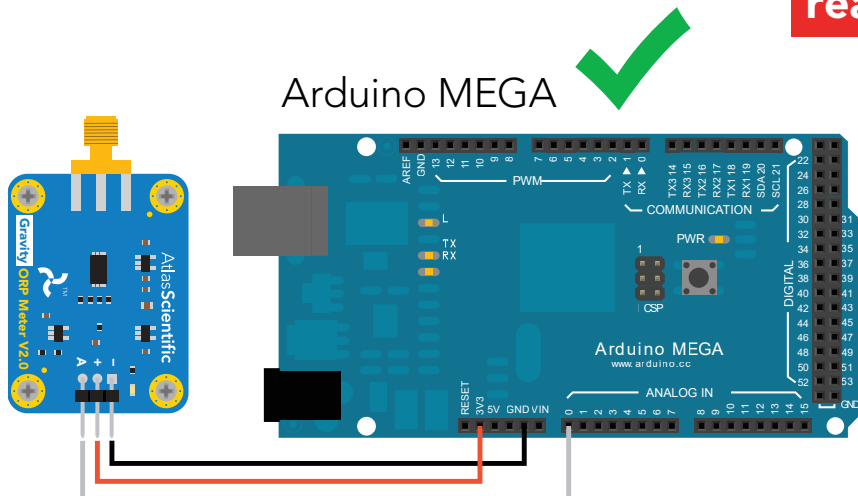 rea
Arduino MEGA
AREF
GND
13
12
11
10
9
8
7
6
5
4
3
2
TX ▶ 1
RX ▶ 0
TX3 14
RX3 15
TX2 16
RX2 17
TX1 18
RX1 19
SDA 20
SCL 21
PWM
COMMUNICATION
L
TX
RX
PWR
1
ICSP
22
24
26
28
30
32
34
36
38
40
42
44
46
48
50
52
31
33
35
37
39
41
43
45
47
49
51
53
GND
DIGITAL
Arduino MEGA
www.arduino.cc
ANALOG IN
RESET
3V3
5V
GND
VIN
0
1
2
3
4
5
6
7
8
9
10
11
12
13
14
15
Gravity ORP Meter V2.0
TM
AtlasScientific
A
+
−